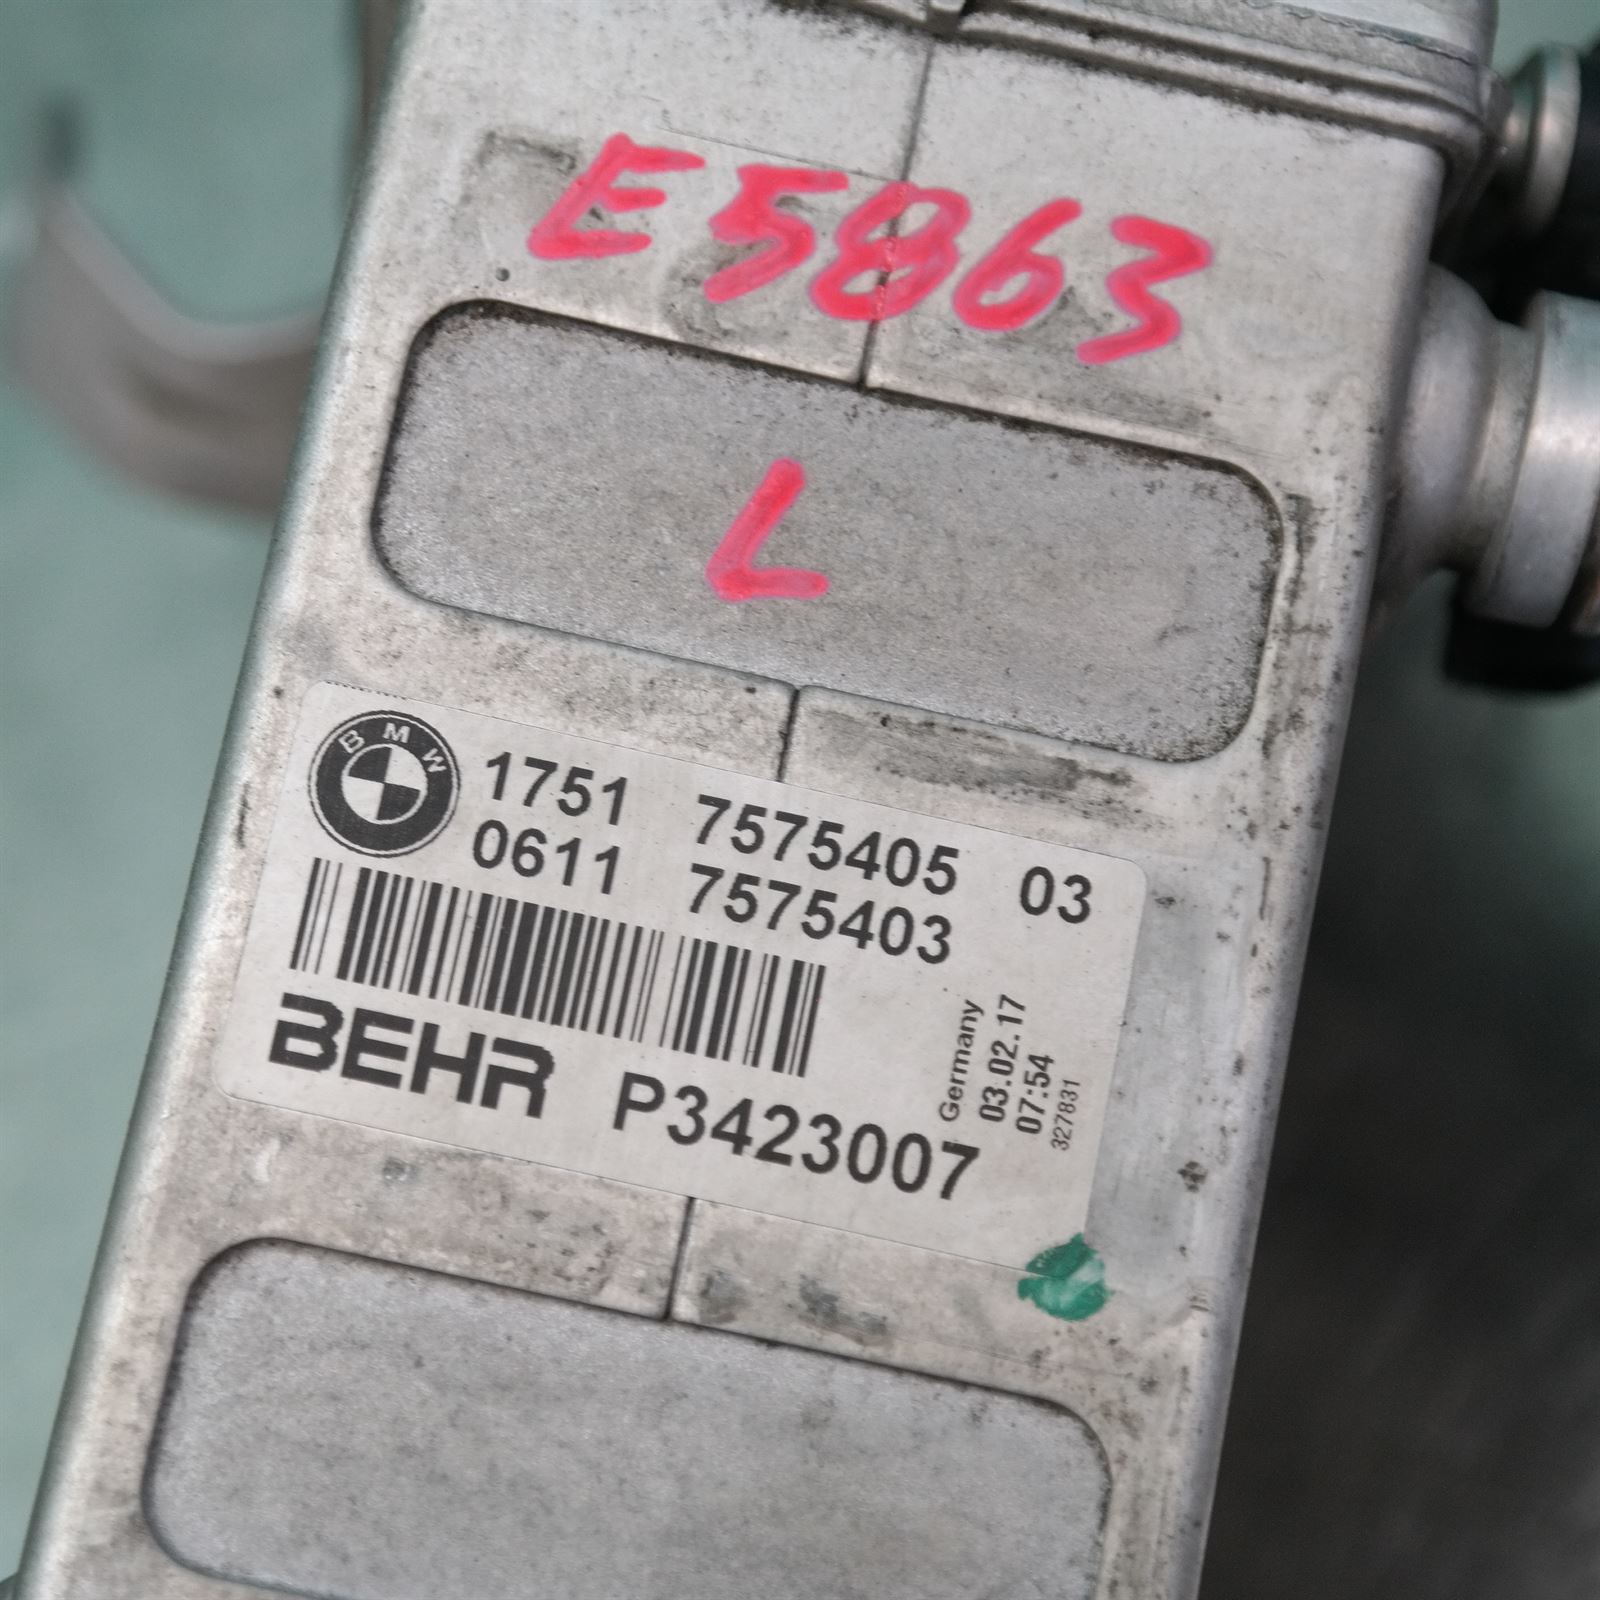 E5863
L
BMW
1751 7575405 03
0611 7575403
BEHR P3423007
Germany
03.02.17
07:54
327831